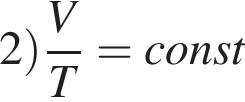 2) V/T = const